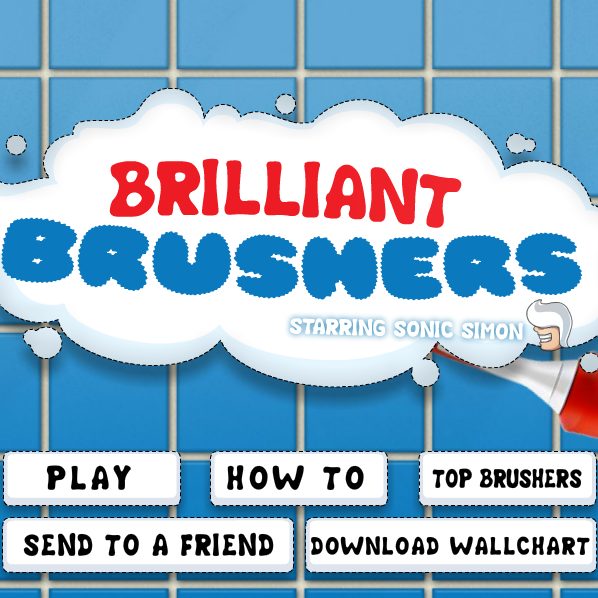 BRILLIANT
BRUSHERS
STARRING SONIC SIMON
PLAY
HOW TO
TOP BRUSHERS
SEND TO A FRIEND
DOWNLOAD WALLCHART